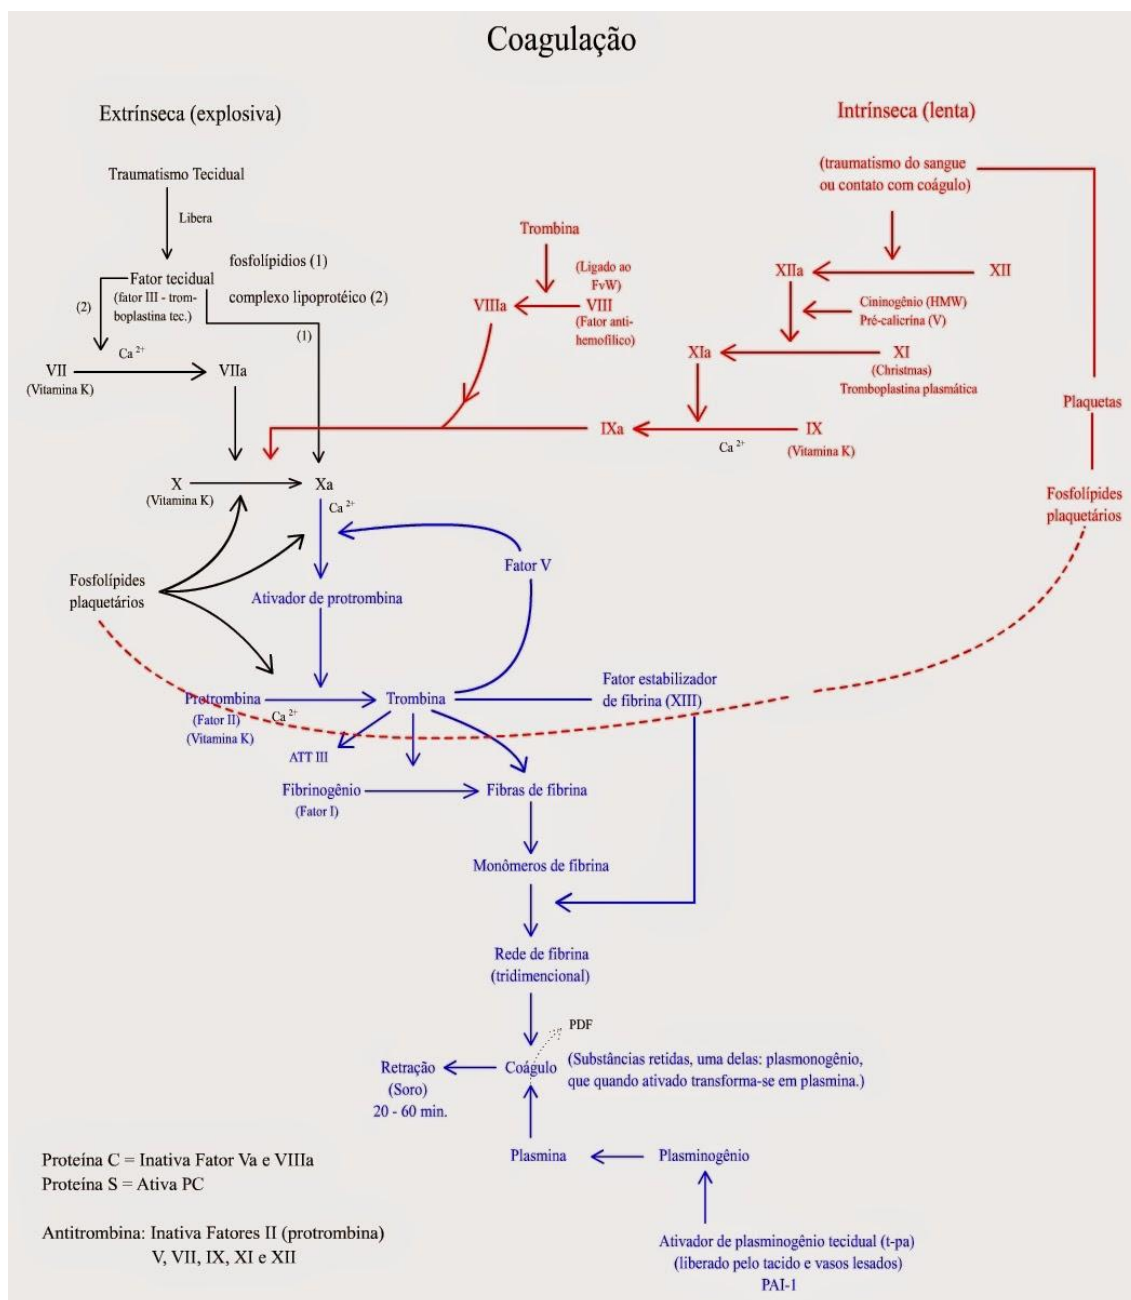 Coagulação
Extrínseca (explosiva)
Traumatismo Tecidual
Libera
Fator tecidual
(fator III - trom-
boplastina tec.)
fosfolípidios (1)
complexo lipoprotéico (2)
(2)
(1)
Ca 2+
VII
(Vitamina K)
VIIa
X
(Vitamina K)
Xa
Ca 2+
Intrínseca (lenta)
(traumatismo do sangue
ou contato com coágulo)
Trombina
(Ligado ao
FvW)
VIIIa
VIII
(Fator anti-
hemofílico)
XIIa
XII
Cininogênio (HMW)
Pré-calicrína (V)
XIa
XI
(Christmas)
Tromboplastina plasmática
IXa
IX
Ca 2+
(Vitamina K)
Plaquetas
Fosfolípides
plaquetários
Fosfolípides
plaquetários
Fator V
Ativador de protrombina
Protrombina
(Fator II)
(Vitamina K)
Ca 2+
Trombina
Fator estabilizador
de fibrina (XIII)
ATT III
Fibrinogênio
(Fator I)
Fibras de fibrina
Monômeros de fibrina
Rede de fibrina
(tridimencional)
PDF
Retração
(Soro)
20 - 60 min.
Coágulo
(Substâncias retidas, uma delas: plasmonogênio,
que quando ativado transforma-se em plasmina.)
Plasmina
Plasminogênio
Ativador de plasminogênio tecidual (t-pa)
(liberado pelo tacido e vasos lesados)
PAI-1
Proteína C = Inativa Fator Va e VIIIa
Proteína S = Ativa PC
Antitrombina: Inativa Fatores II (protrombina)
V, VII, IX, XI e XII